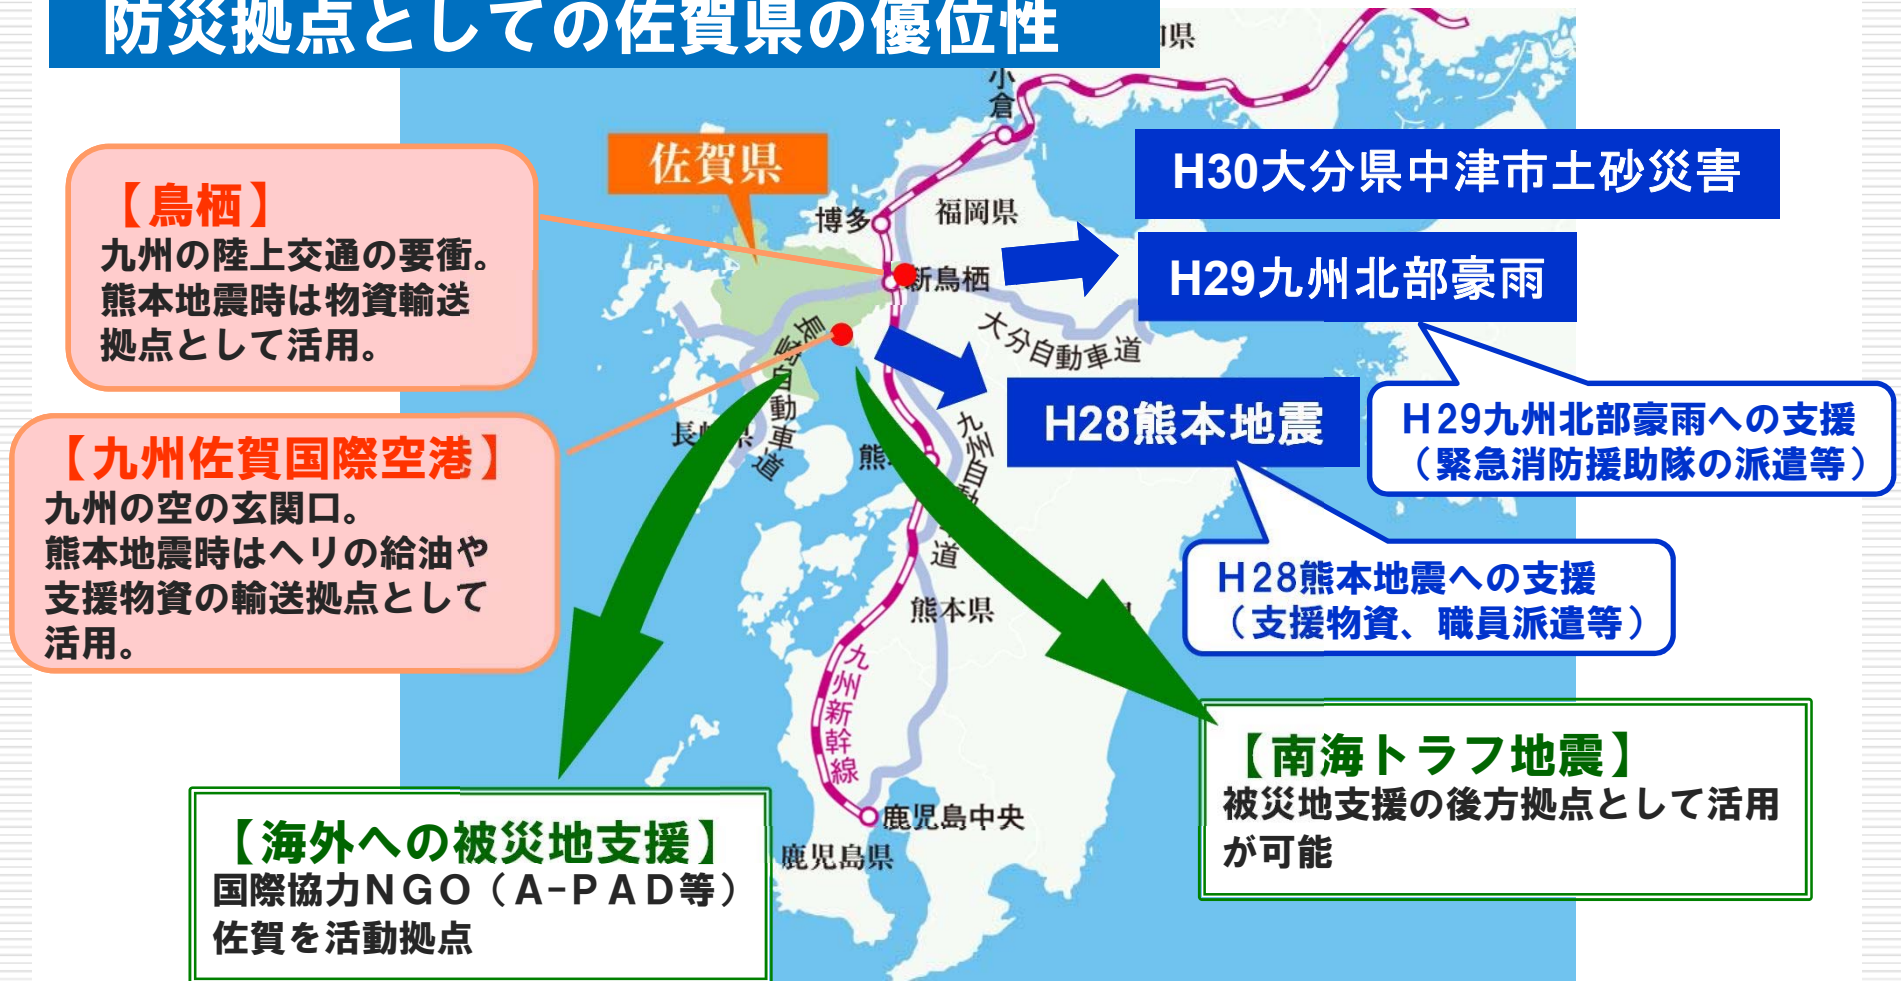 防災拠点としての佐賀県の優位性
県
小倉
佐賀県
博多
福岡県
新鳥栖
H30大分県中津市土砂災害
H29九州北部豪雨
【鳥栖】
九州の陸上交通の要衝。
熊本地震時は物資輸送
拠点として活用。
大分自動車道
長崎自動車道
H28熊本地震
H29九州北部豪雨への支援
（緊急消防援助隊の派遣等）
【九州佐賀国際空港】
九州の空の玄関口。
熊本地震時はヘリの給油や
支援物資の輸送拠点として
活用。
長崎県
熊
九州自動車道
H28熊本地震への支援
（支援物資、職員派遣等）
熊本県
九州新幹線
【南海トラフ地震】
被災地支援の後方拠点として活用
が可能
鹿児島中央
鹿児島県
【海外への被災地支援】
国際協力ＮＧＯ（Ａ−ＰＡＤ等）
佐賀を活動拠点